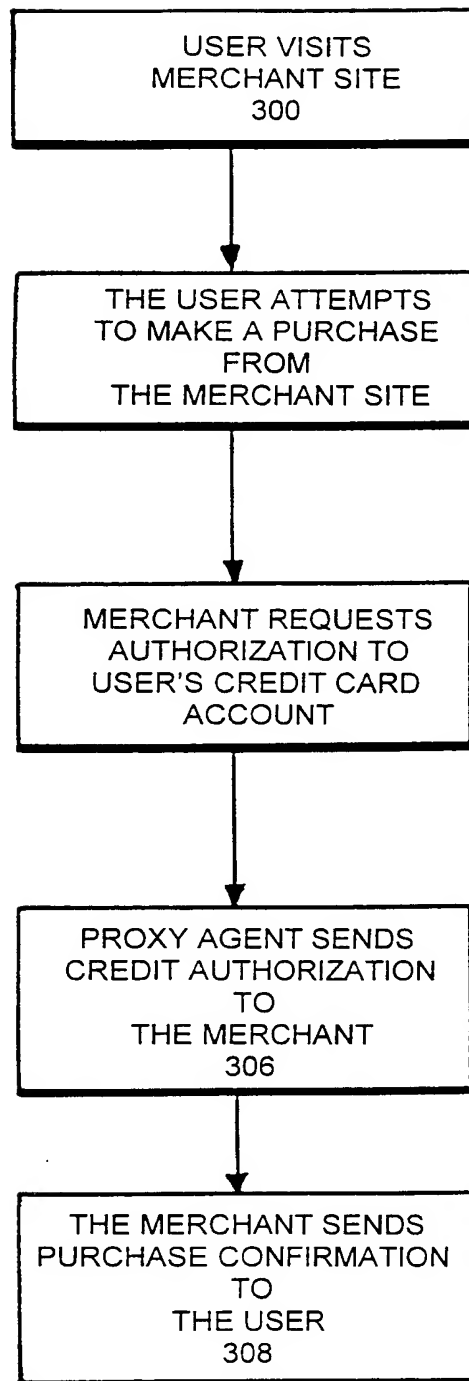 USER VISITS
MERCHANT SITE
300
THE USER ATTEMPTS
TO MAKE A PURCHASE
FROM
THE MERCHANT SITE
MERCHANT REQUESTS
AUTHORIZATION TO
USER'S CREDIT CARD
ACCOUNT
PROXY AGENT SENDS
CREDIT AUTHORIZATION
TO
THE MERCHANT
306
THE MERCHANT SENDS
PURCHASE CONFIRMATION
TO
THE USER
308